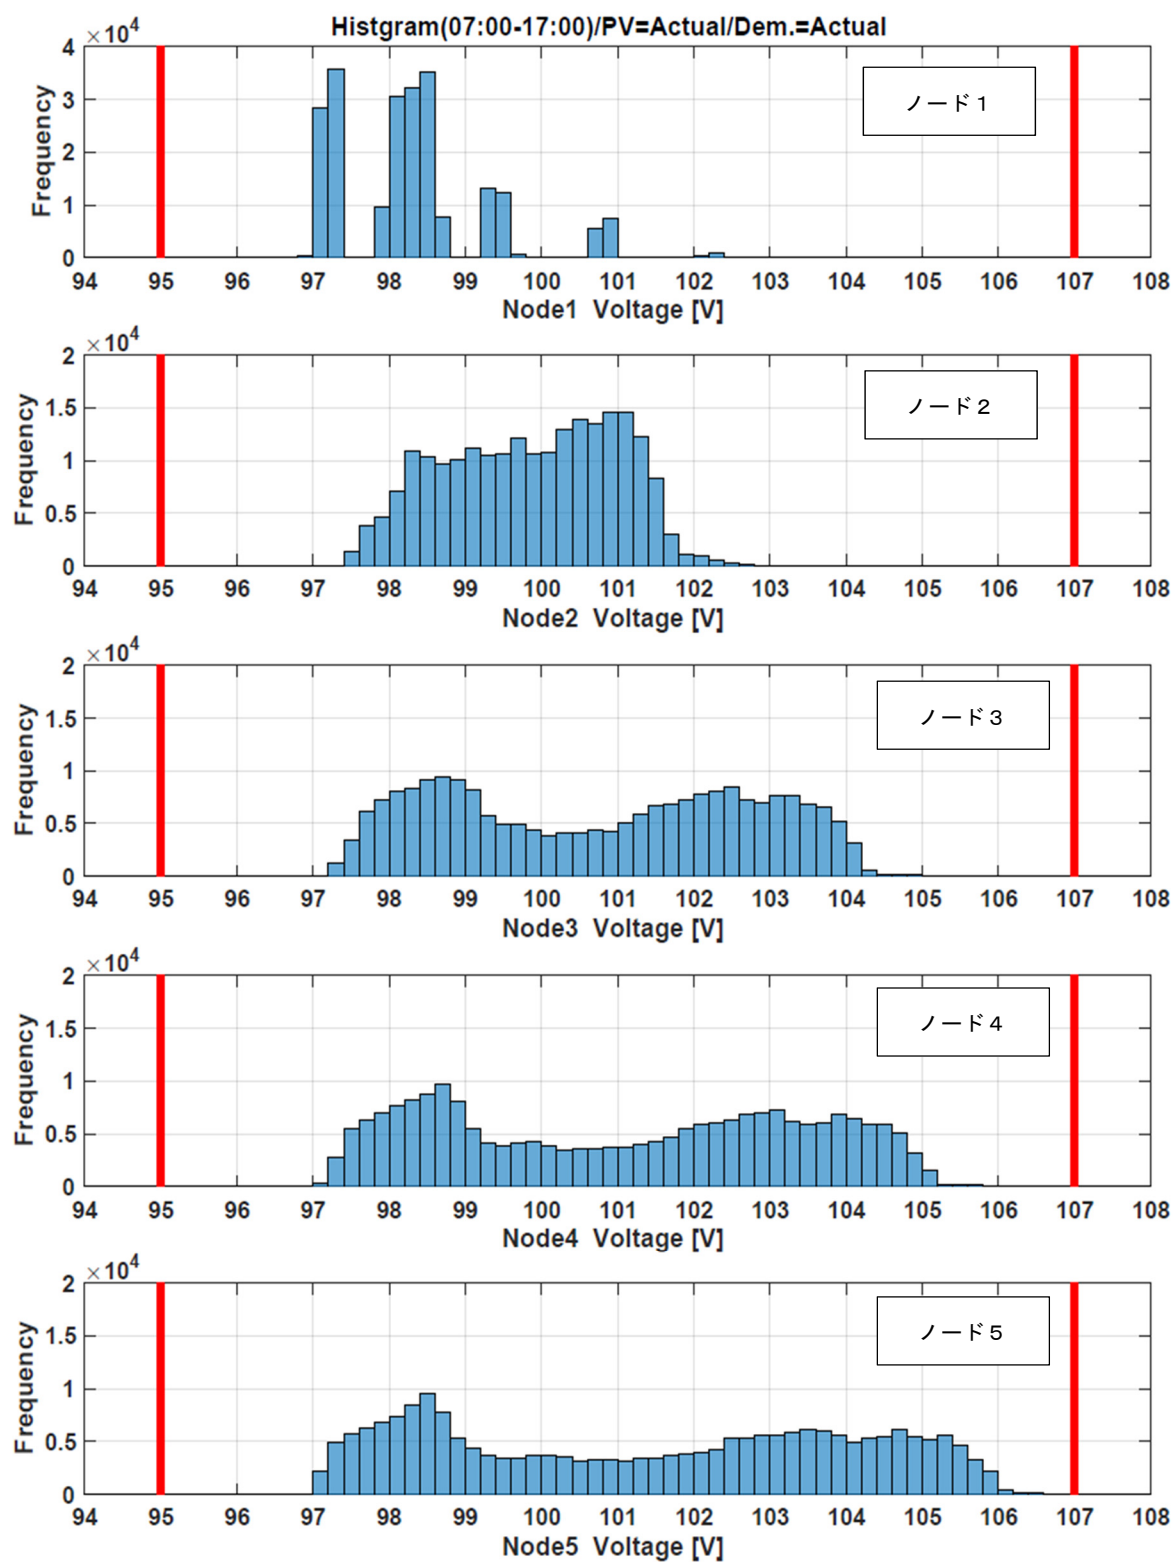 Histgram(07:00-17:00)/PV=Actual/Dem.=Actual
×10⁴
4
3
2
1
0
Frequency
ノード１
94 95 96 97 98 99 100 101 102 103 104 105 106 107 108
Node1 Voltage [V]
×10⁴
2
1.5
1
0.5
0
Frequency
ノード２
94 95 96 97 98 99 100 101 102 103 104 105 106 107 108
Node2 Voltage [V]
×10⁴
2
1.5
1
0.5
0
Frequency
ノード３
94 95 96 97 98 99 100 101 102 103 104 105 106 107 108
Node3 Voltage [V]
×10⁴
2
1.5
1
0.5
0
Frequency
ノード４
94 95 96 97 98 99 100 101 102 103 104 105 106 107 108
Node4 Voltage [V]
×10⁴
2
1.5
1
0.5
0
Frequency
ノード５
94 95 96 97 98 99 100 101 102 103 104 105 106 107 108
Node5 Voltage [V]